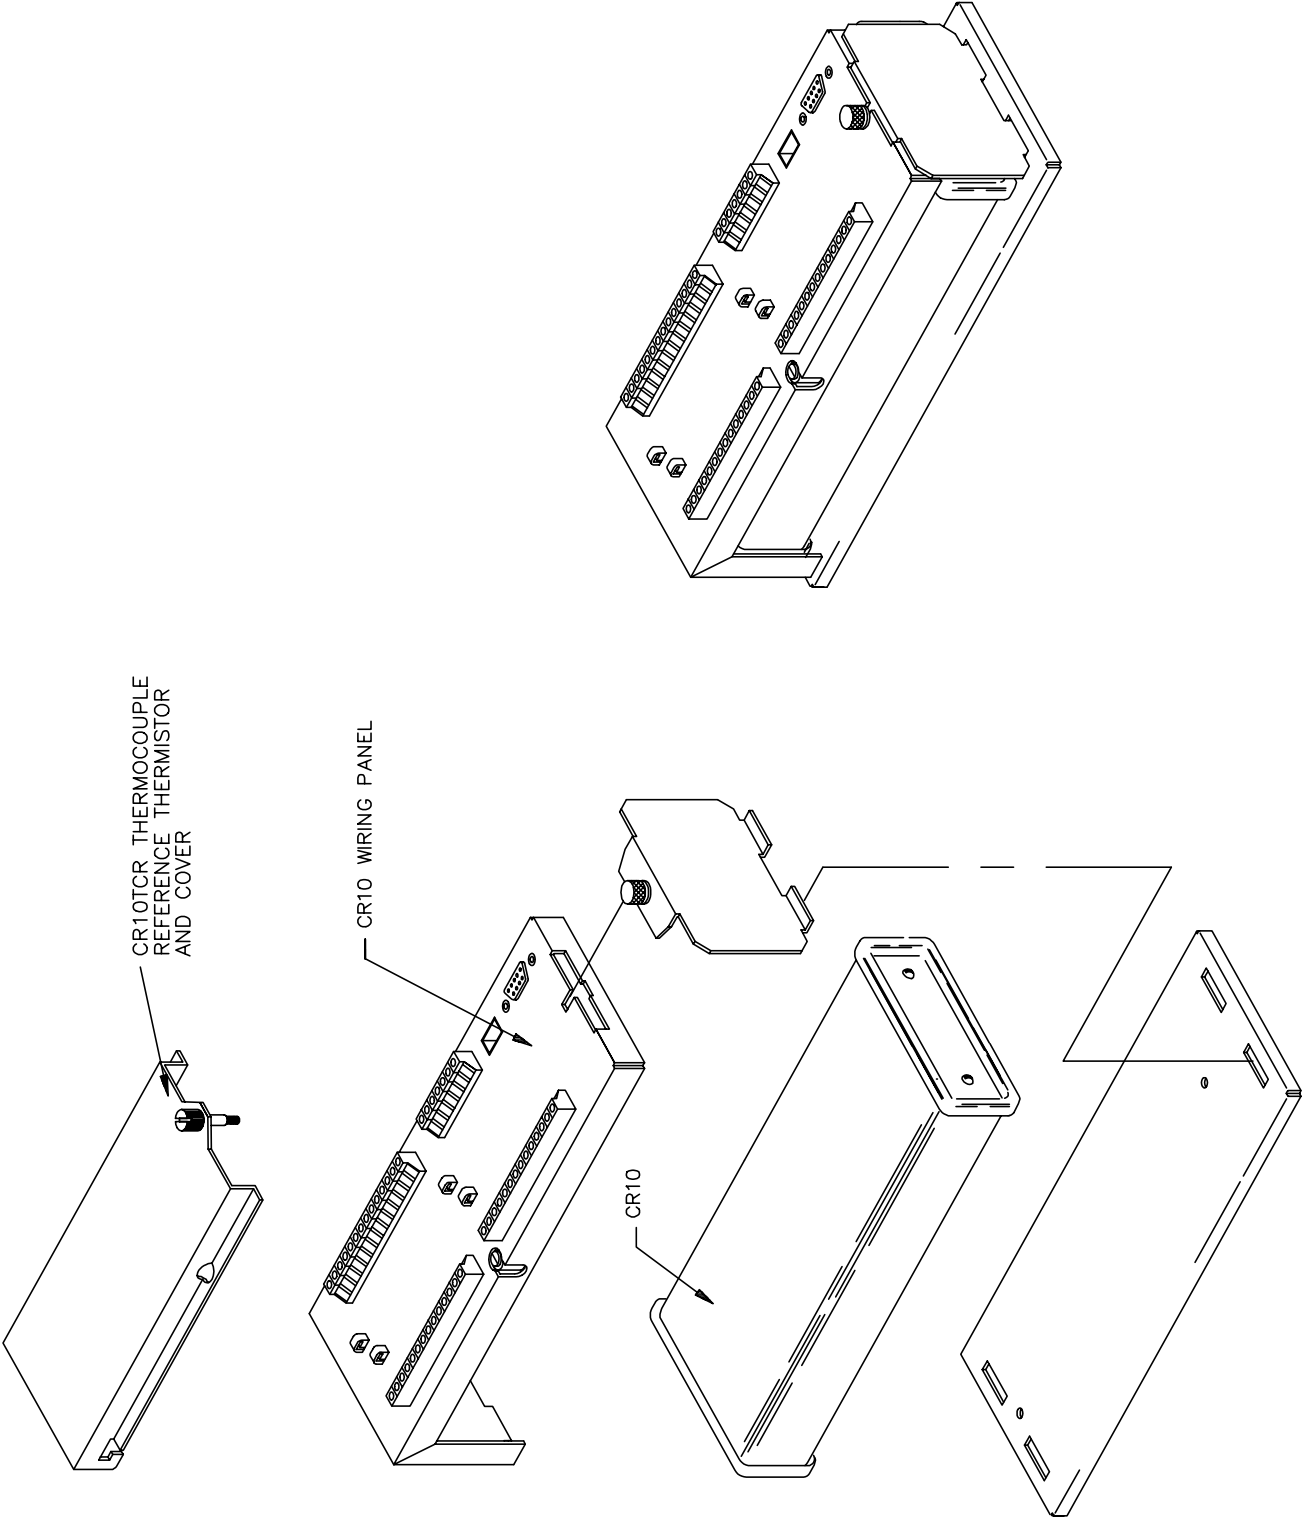 CR10TCR THERMOCOUPLE
REFERENCE THERMISTOR
AND COVER
CR10 WIRING PANEL
CR10